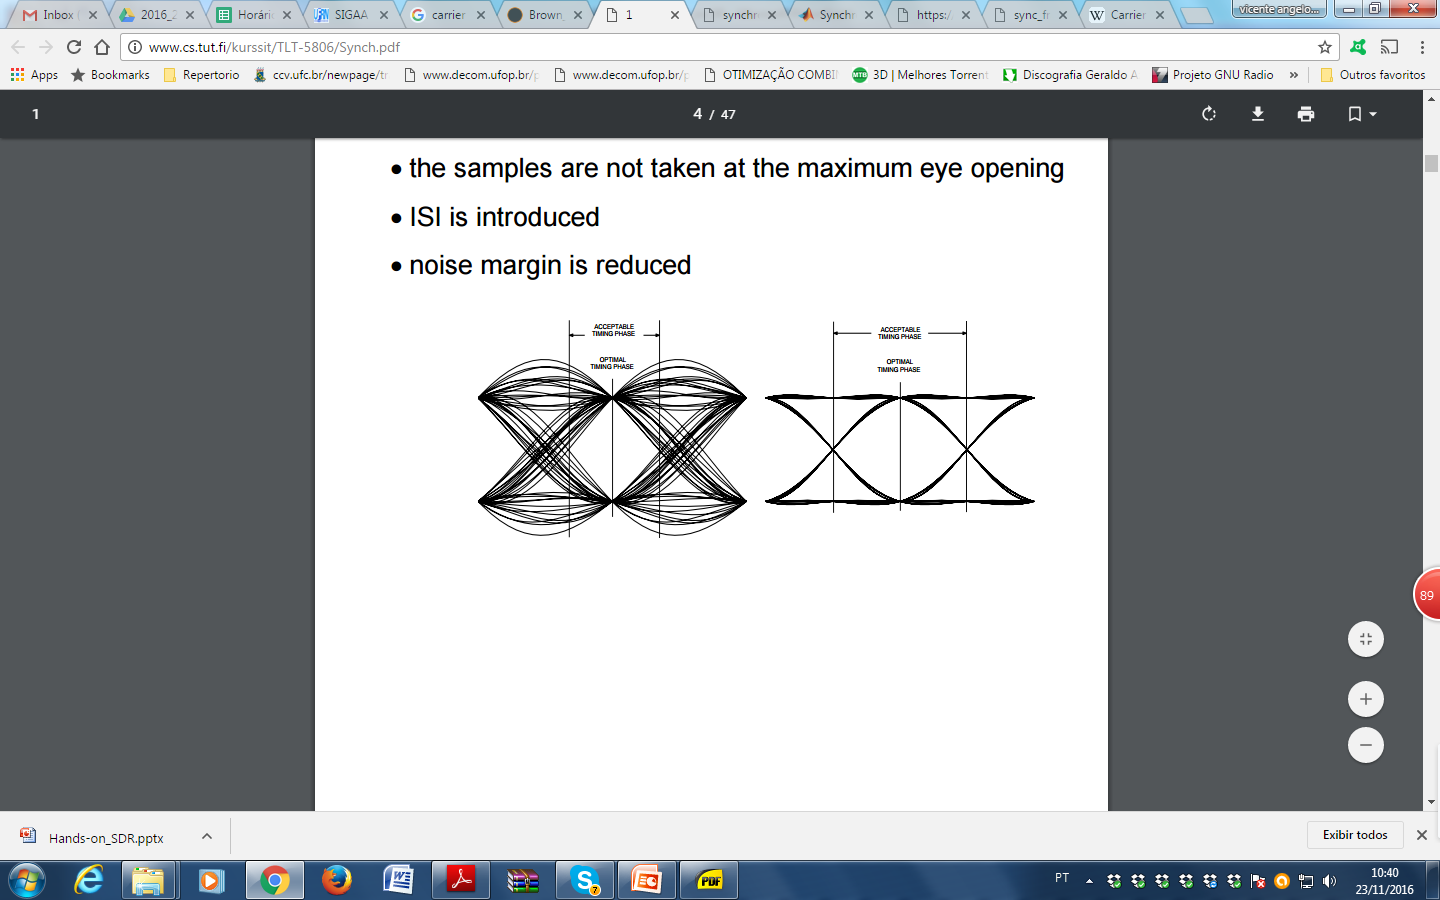 vicente angelo...
Inbox (
2016_2
Horári
SIGAA
carrier
Brown_
1
synchr
Synchr
https:/
sync_fr
Carrier
www.cs.tut.fi/kurssit/TLT-5806/Synch.pdf
Apps
Bookmarks
Repertorio
ccv.ufc.br/newpage/tr
www.decom.ufop.br/p
www.decom.ufop.br/p
OTIMIZAÇÃO COMBI
3D | Melhores Torrent
Discografia Geraldo A
Projeto GNU Radio
»
Outros favoritos
1
4 / 47
• the samples are not taken at the maximum eye opening
• ISI is introduced
• noise margin is reduced
ACCEPTABLE
TIMING PHASE
OPTIMAL
TIMING PHASE
ACCEPTABLE
TIMING PHASE
OPTIMAL
TIMING PHASE
89
Hands-on_SDR.pptx
Exibir todos
PT
10:40
23/11/2016